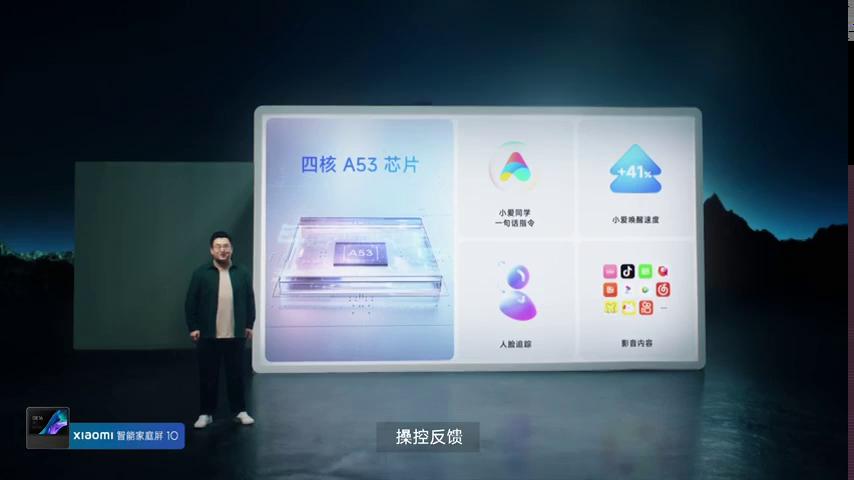 四核 A53 芯片
A53
小爱同学
一句话指令
+41%
小爱唤醒速度
人脸追踪
影音内容
xiaomi 智能家庭屏 10
操控反馈